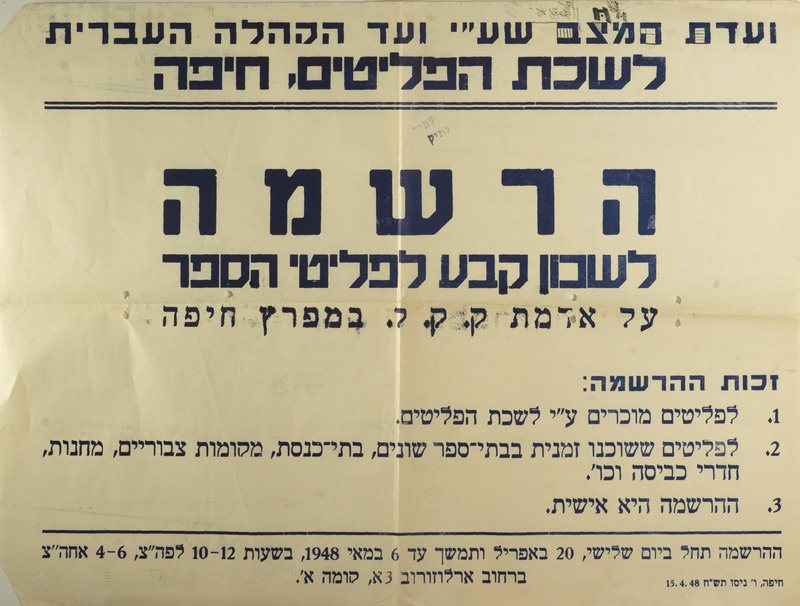 ועדת המצב שע״י ועד הקהלה העברית
לשכת הפליטים, חיפה
הרשמה
לשכון קבע לפליטי הספר
על אדמת ק. ק. ל. במפרץ חיפה
זכות ההרשמה:
1. לפליטים מוכרים ע״י לשכת הפליטים.
2. לפליטים ששוכנו זמנית בבתי־ספר שונים, בתי־כנסת, מקומות צבוריים, מחנות,
חדרי כביסה וכו׳.
3. ההרשמה היא אישית.
ההרשמה תחל ביום שלישי, 20 באפריל ותמשך עד 6 במאי 1948, בשעות 10-12 לפה״צ, 4-6 אחה״צ
ברחוב ארלוזורוב 3א, קומה א׳.
חיפה, ו׳ ניסן תש״ח 15.4.48